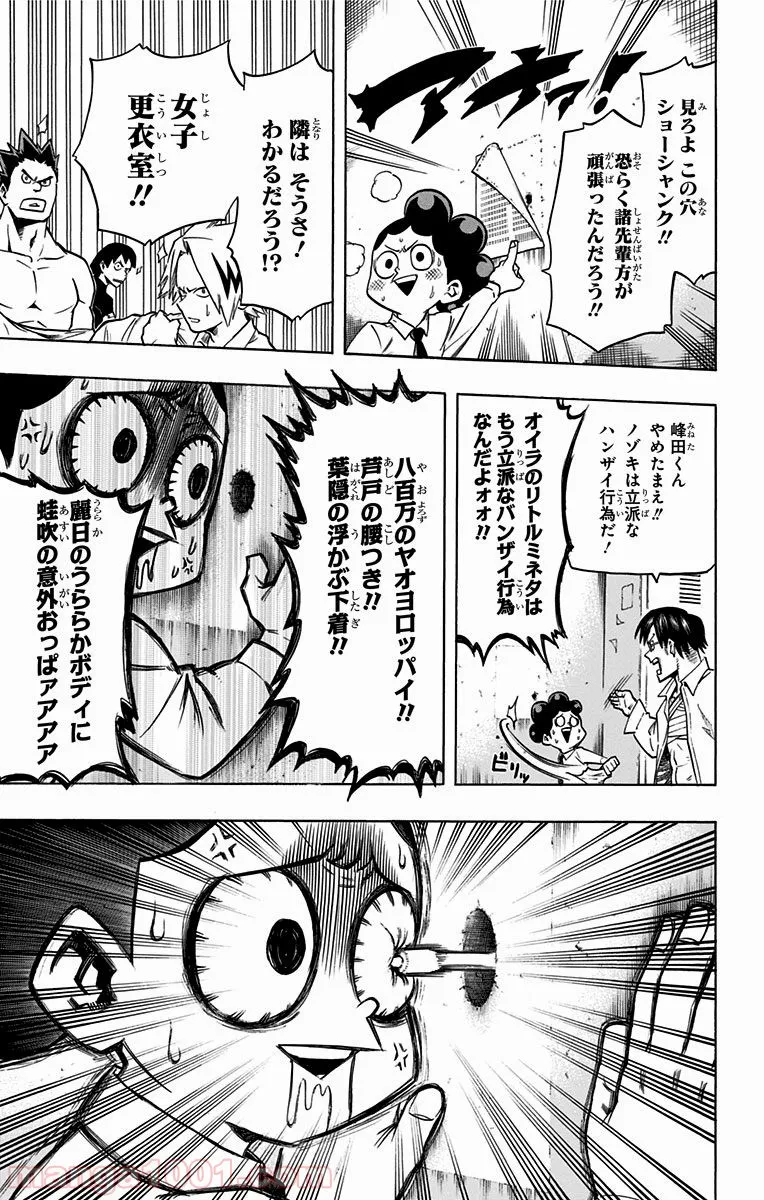 見ろよ この穴
ショーシャンク!!
恐らく諸先輩方が
頑張ったんだろう!!
アナっ!
隣は そうさ!
わかるだろう!?
女子
更衣室!!
峰田くん
やめたまえ!!
ノゾキは立派な
ハンザイ行為だ!
オイラのリトルミネタは
もう立派なバンザイ行為
なんだよォオ!!
ビリッ
八百万のヤオヨロッパイ!!
芦戸の腰つき!!
葉隠の浮かぶ下着!!
麗日のうららかボディに
蛙吹の意外おっぱァアアア
manga1001.com